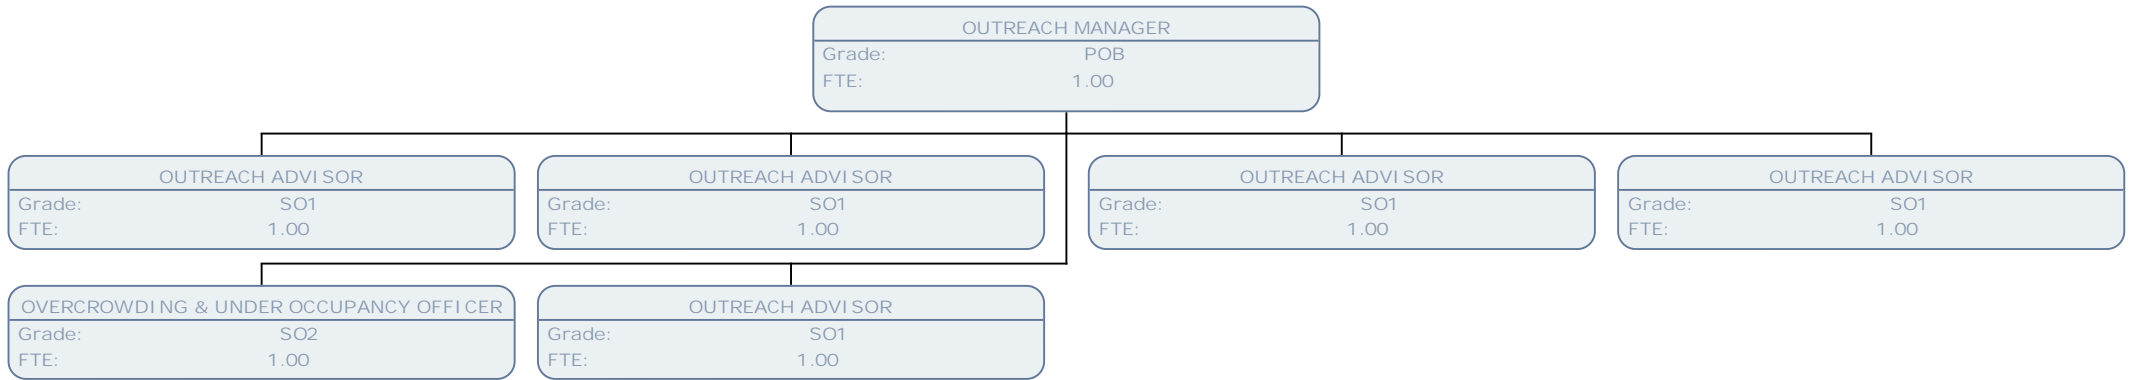 OUTREACH MANAGER
Grade: POB
FTE: 1.00
OUTREACH ADVISOR
Grade: SO1
FTE: 1.00
OUTREACH ADVISOR
Grade: SO1
FTE: 1.00
OUTREACH ADVISOR
Grade: SO1
FTE: 1.00
OUTREACH ADVISOR
Grade: SO1
FTE: 1.00
OVERCROWDING & UNDER OCCUPANCY OFFICER
Grade: SO2
FTE: 1.00
OUTREACH ADVISOR
Grade: SO1
FTE: 1.00